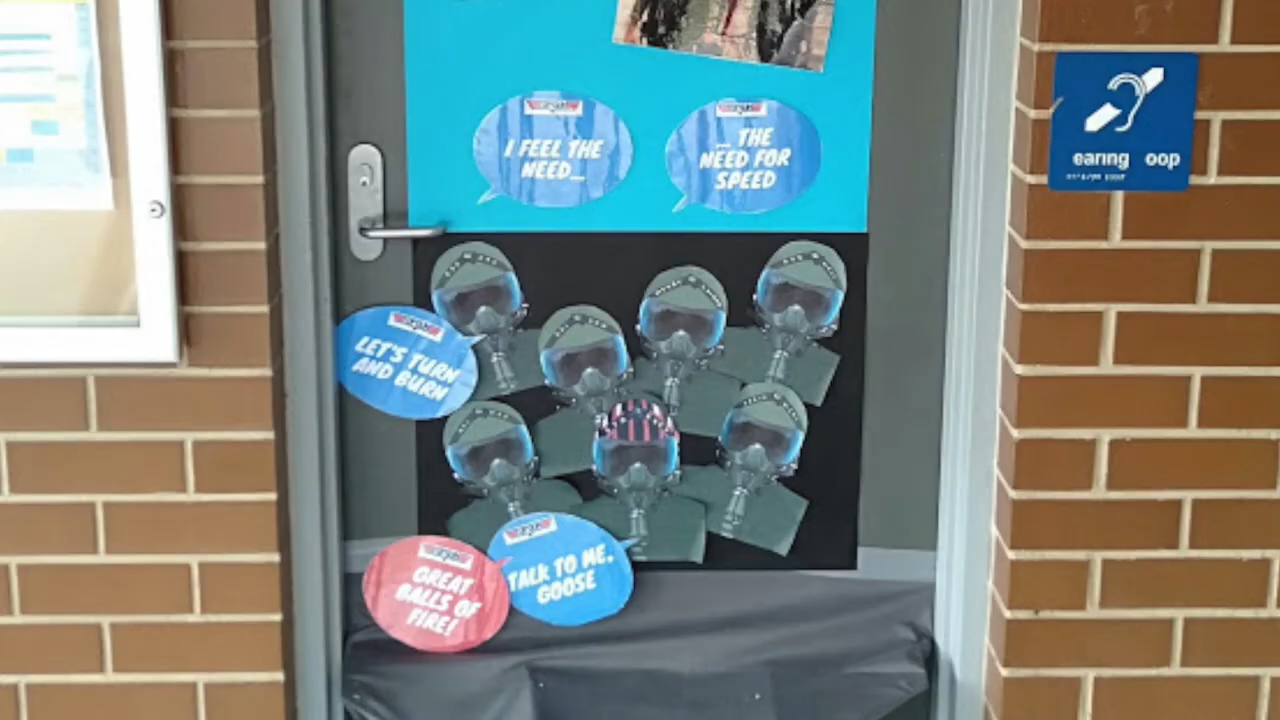 I FEEL THE
NEED...
... THE
NEED FOR
SPEED
earing oop
LET'S TURN
AND BURN
TALK TO ME,
GOOSE
GREAT
BALLS OF
FIRE!